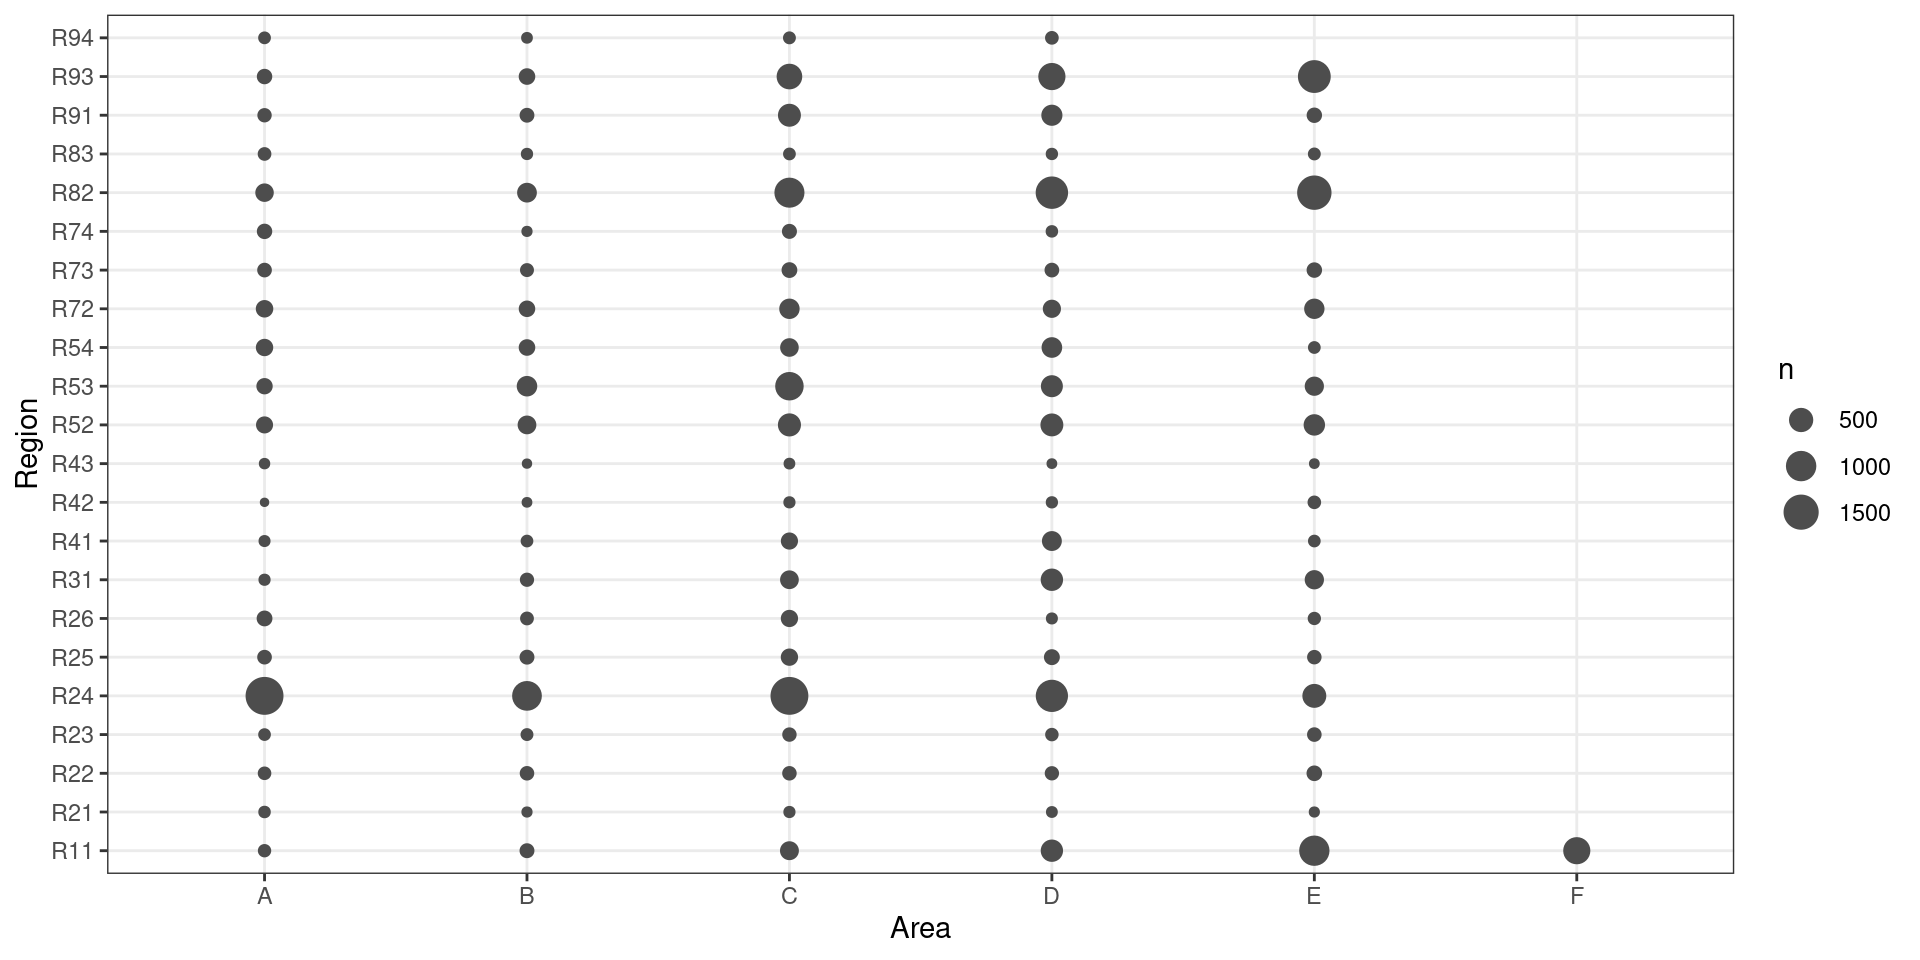 R94
R93
R91
R83
R82
R74
R73
R72
R54
R53
R52
R43
R42
R41
R31
R26
R25
R24
R23
R22
R21
R11
Region
A B C D E F
Area
n
500
1000
1500